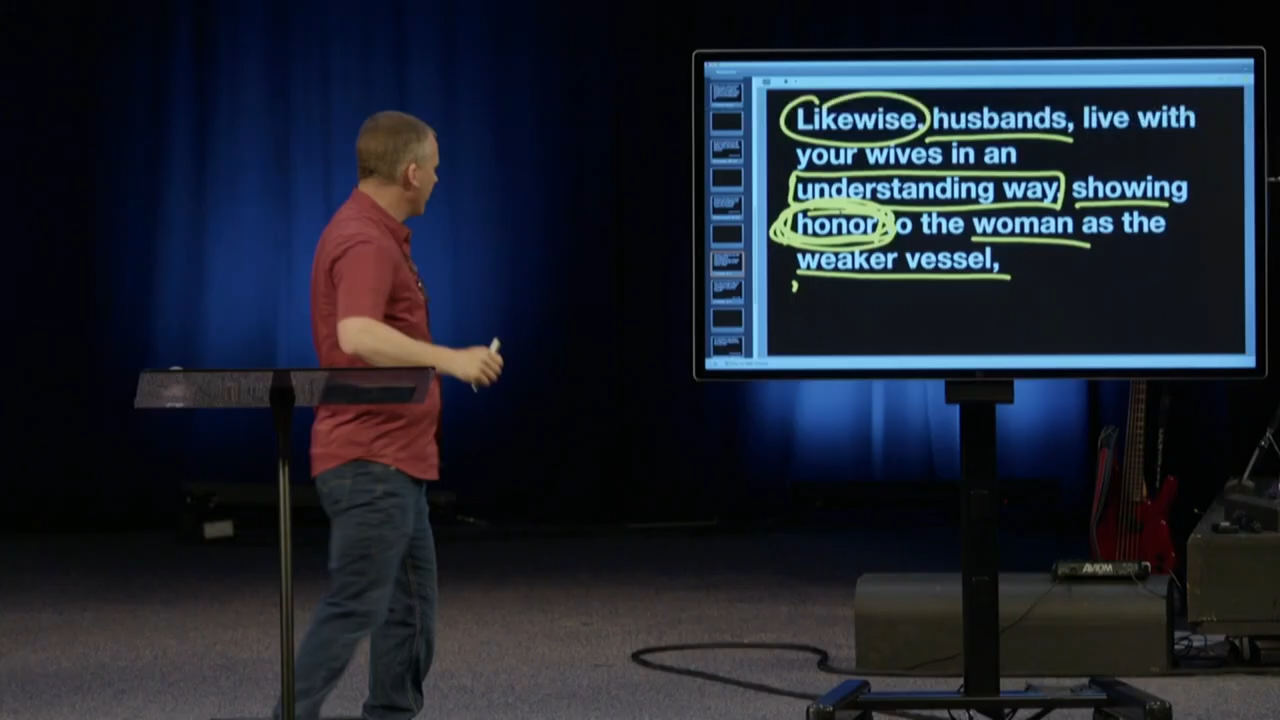 Likewise, husbands, live with
your wives in an
understanding way, showing
honor to the woman as the
weaker vessel,
AVIOM